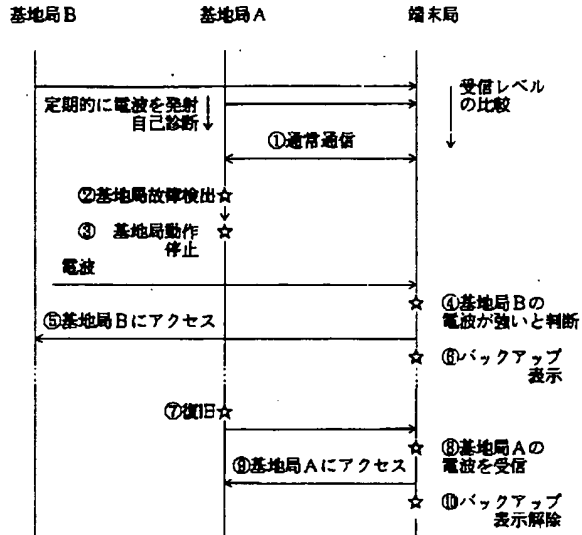 基地局B
基地局A
端末局
定期的に電波を発射
自己診断
受信レベル
の比較
①通常通信
②基地局故障検出
③ 基地局動作
停止
電波
④基地局Bの
電波が強いと判断
⑤基地局Bにアクセス
⑥バックアップ
表示
⑦復旧
⑧基地局Aの
電波を受信
⑨基地局Aにアクセス
⑩バックアップ
表示解除